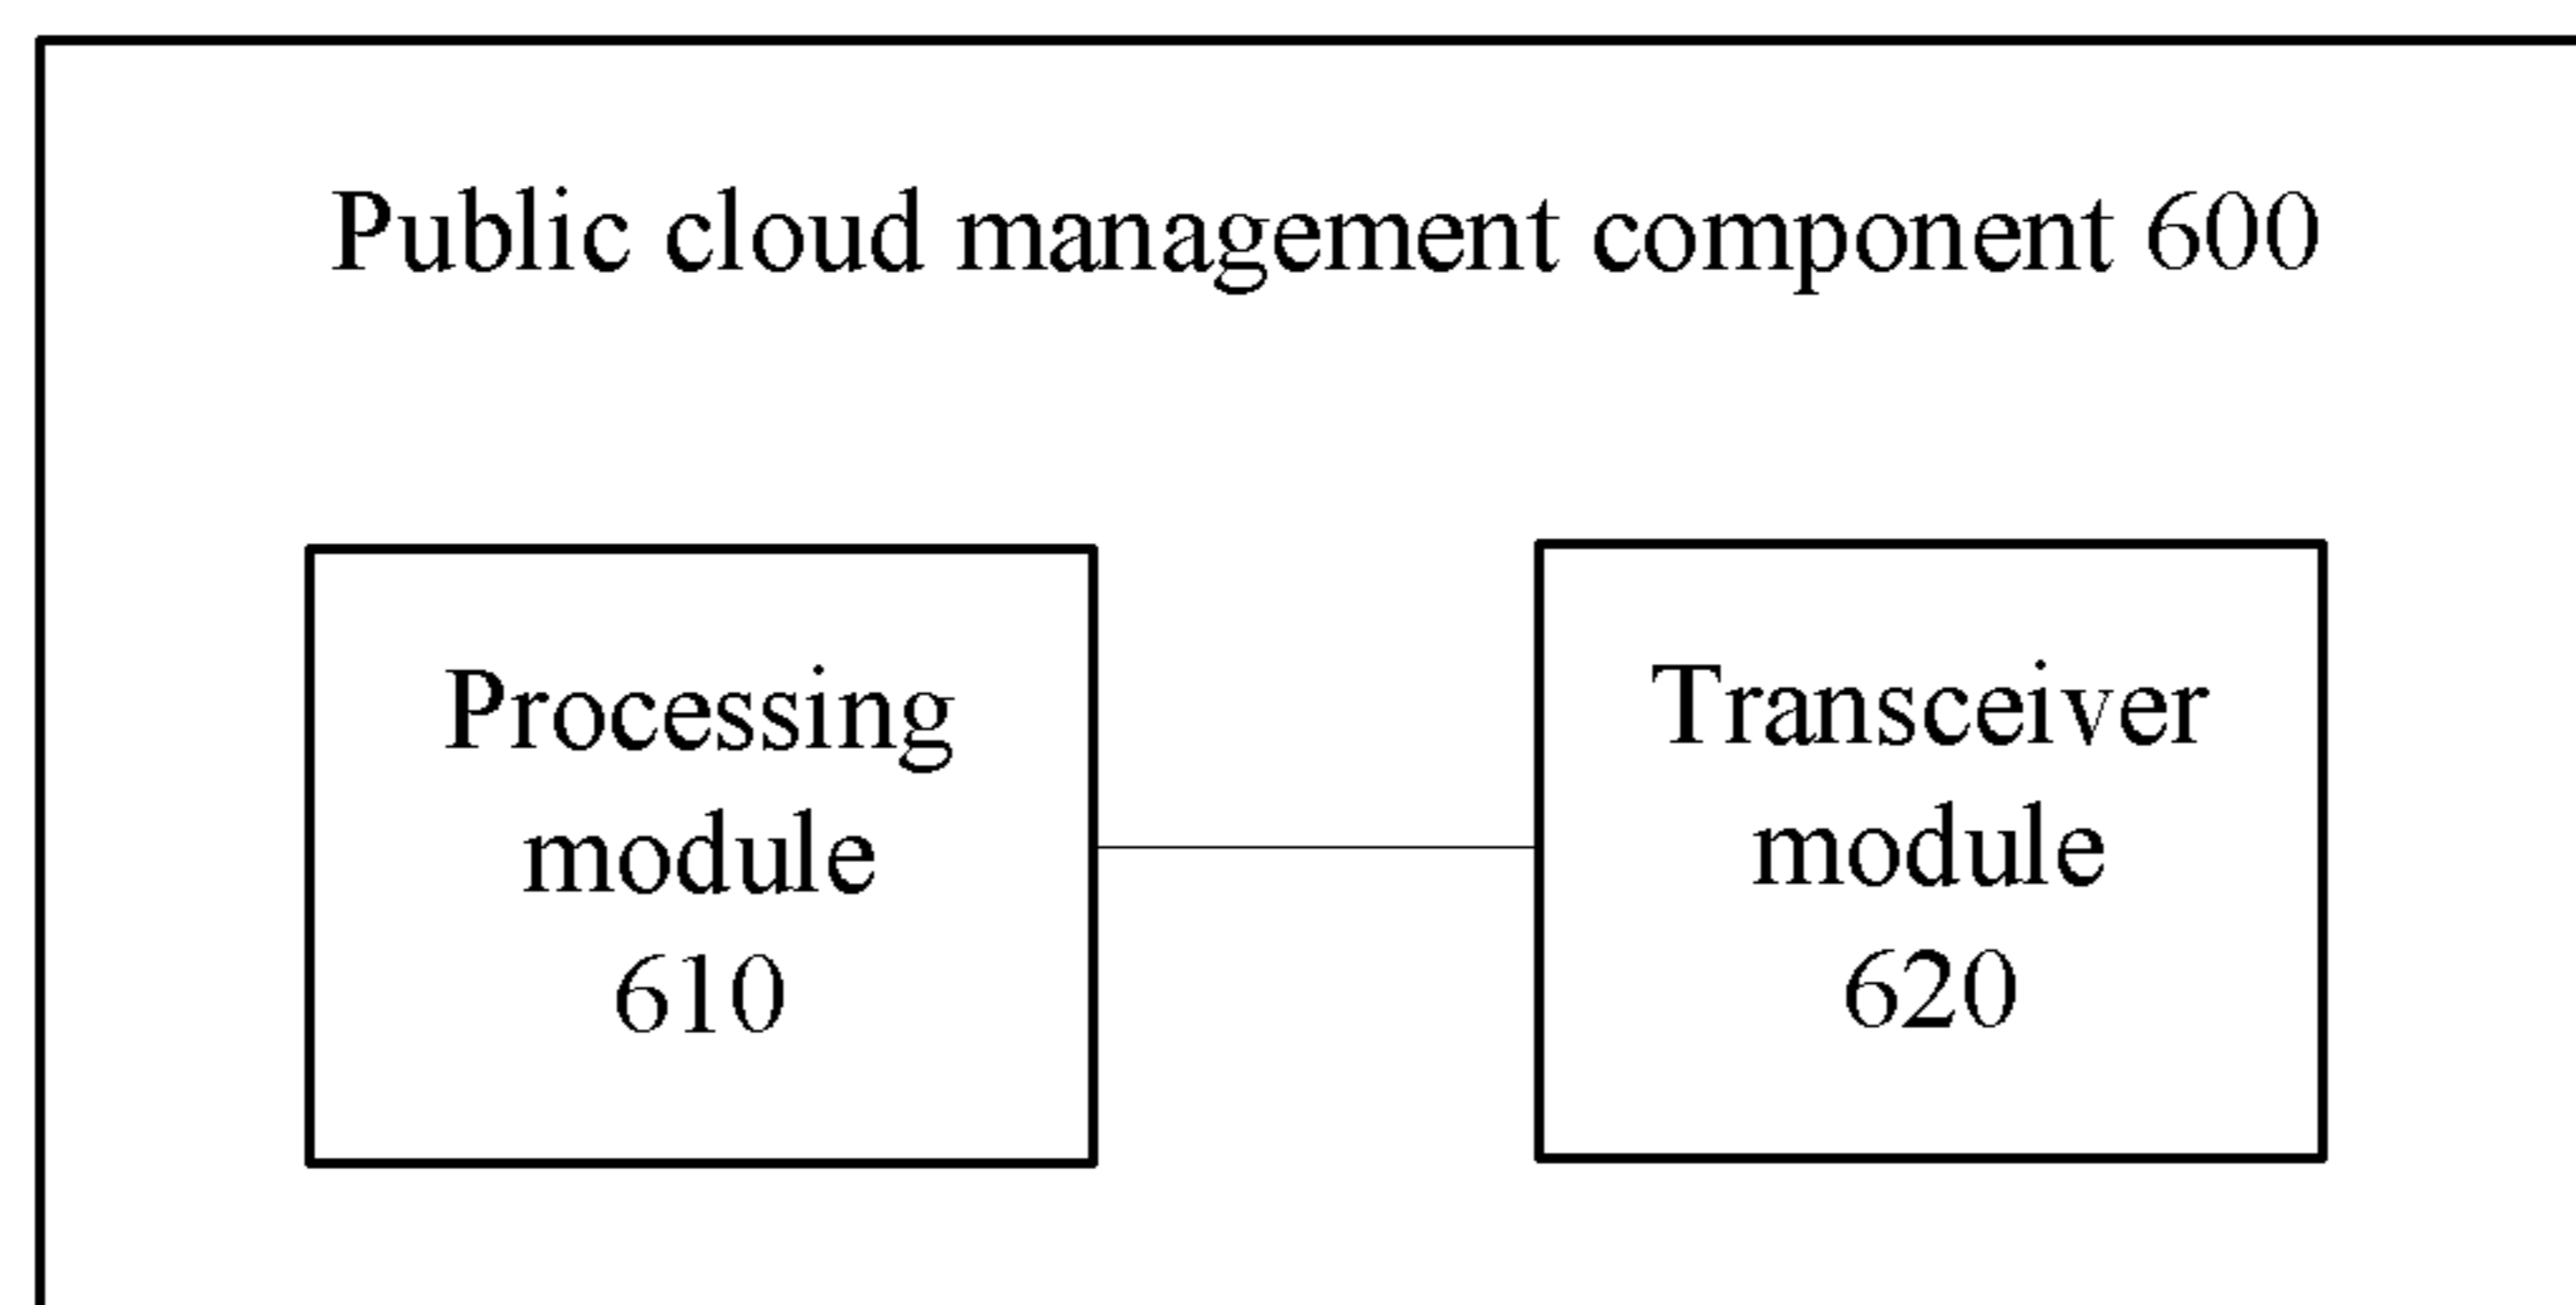 Public cloud management component 600
Processing
module
610
Transceiver
module
620